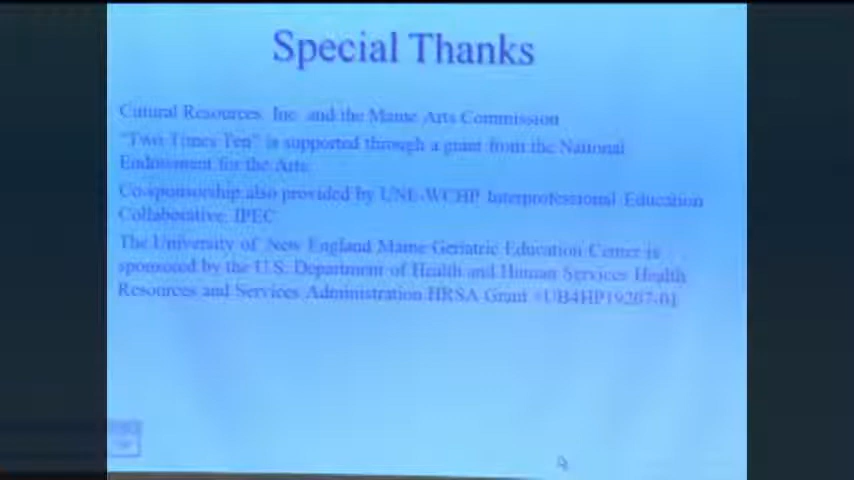 Special Thanks
Cutural Resources, Inc. and the Maine Arts Commission
"Two Times Ten" is supported through a grant from the National
Endowment for the Arts.
Co-sponsorship also provided by UNE-WCHP Interprofessional Education
Collaborative, IPEC
The University of New England Maine Geriatric Education Center is
sponsored by the U.S. Department of Health and Human Services Health
Resources and Services Administration HRSA Grant #UB4HP19207-01